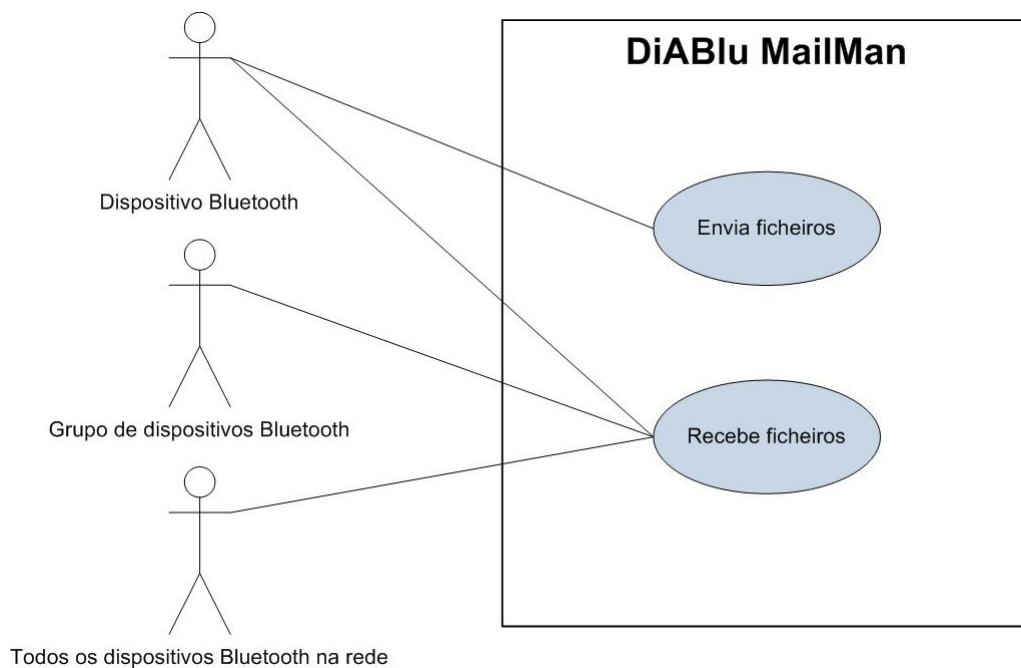 DiABlu MailMan
Dispositivo Bluetooth
Envia ficheiros
Grupo de dispositivos Bluetooth
Recebe ficheiros
Todos os dispositivos Bluetooth na rede